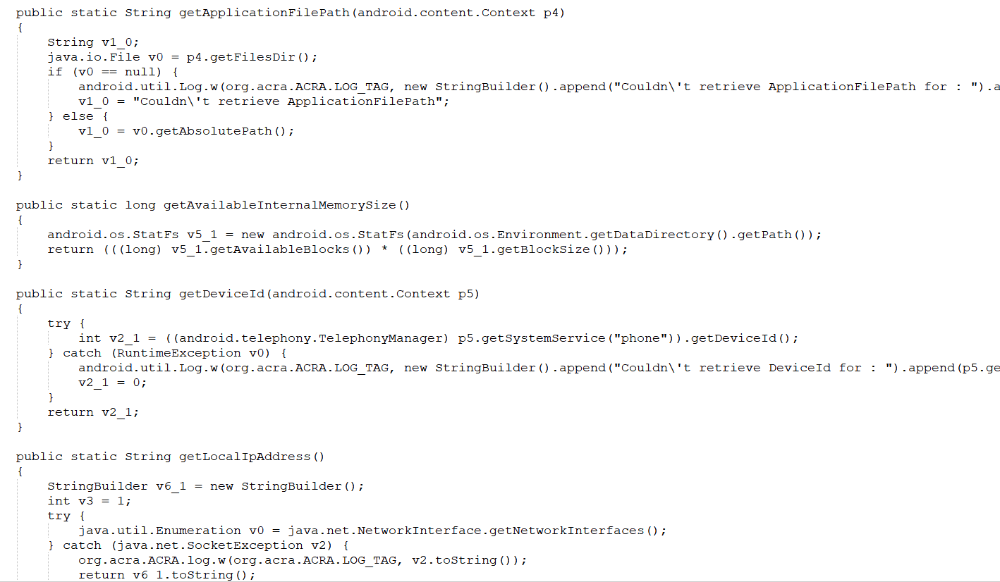 public static String getApplicationFilePath(android.content.Context p4)
{
    String v1_0;
    java.io.File v0 = p4.getFilesDir();
    if (v0 == null) {
        android.util.Log.w(org.acra.ACRA.LOG_TAG, new StringBuilder().append("Couldn\'t retrieve ApplicationFilePath for : ").a
        v1_0 = "Couldn\'t retrieve ApplicationFilePath";
    } else {
        v1_0 = v0.getAbsolutePath();
    }
    return v1_0;
}

public static long getAvailableInternalMemorySize()
{
    android.os.StatFs v5_1 = new android.os.StatFs(android.os.Environment.getDataDirectory().getPath());
    return (((long) v5_1.getAvailableBlocks()) * ((long) v5_1.getBlockSize()));
}

public static String getDeviceId(android.content.Context p5)
{
    try {
        int v2_1 = ((android.telephony.TelephonyManager) p5.getSystemService("phone")).getDeviceId();
    } catch (RuntimeException v0) {
        android.util.Log.w(org.acra.ACRA.LOG_TAG, new StringBuilder().append("Couldn\'t retrieve DeviceId for : ").append(p5.ge
        v2_1 = 0;
    }
    return v2_1;
}

public static String getLocalIpAddress()
{
    StringBuilder v6_1 = new StringBuilder();
    int v3 = 1;
    try {
        java.util.Enumeration v0 = java.net.NetworkInterface.getNetworkInterfaces();
    } catch (java.net.SocketException v2) {
        org.acra.ACRA.log.w(org.acra.ACRA.LOG_TAG, v2.toString());
        return v6_1.toString();